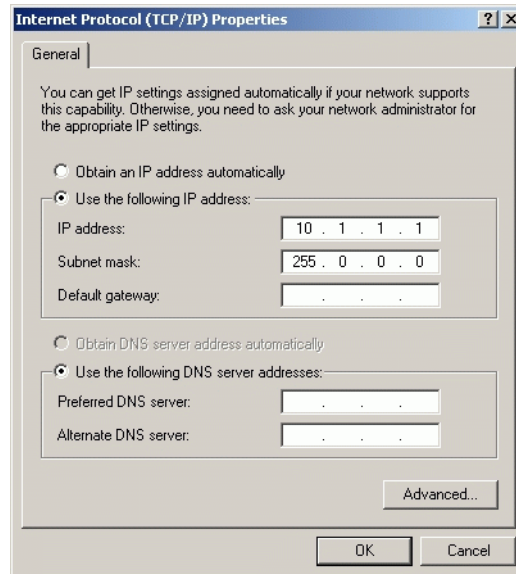 Internet Protocol (TCP/IP) Properties
General
You can get IP settings assigned automatically if your network supports
this capability. Otherwise, you need to ask your network administrator for
the appropriate IP settings.
Obtain an IP address automatically
Use the following IP address:
IP address: 10 . 1 . 1 . 1
Subnet mask: 255 . 0 . 0 . 0
Default gateway: . . .
Obtain DNS server address automatically
Use the following DNS server addresses:
Preferred DNS server: . . .
Alternate DNS server: . . .
Advanced...
OK Cancel